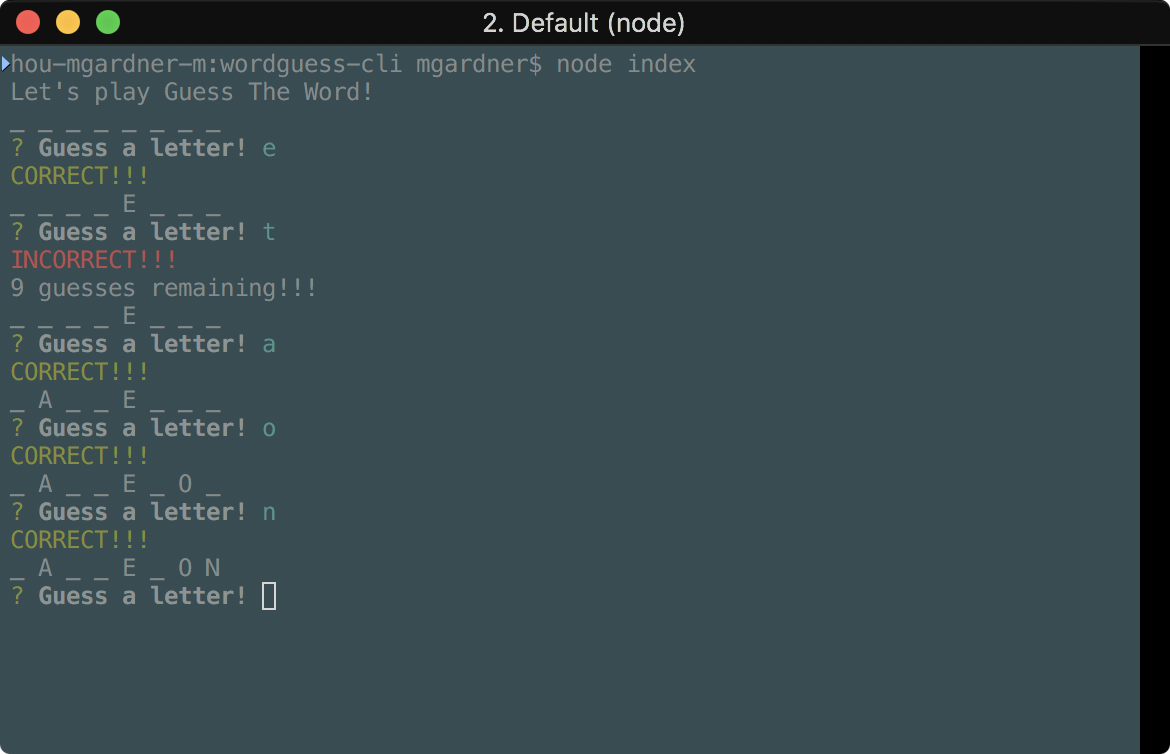 2. Default (node)
hou-mgardner-m:wordguess-cli mgardner$ node index
Let's play Guess The Word!
_ _ _ _ _ _ _ _
? Guess a letter! e
CORRECT!!!
_ _ _ _ E _ _ _
? Guess a letter! t
INCORRECT!!!
9 guesses remaining!!!
_ _ _ _ E _ _ _
? Guess a letter! a
CORRECT!!!
_ A _ _ E _ _ _
? Guess a letter! o
CORRECT!!!
_ A _ _ E _ O _
? Guess a letter! n
CORRECT!!!
_ A _ _ E _ O N
? Guess a letter!